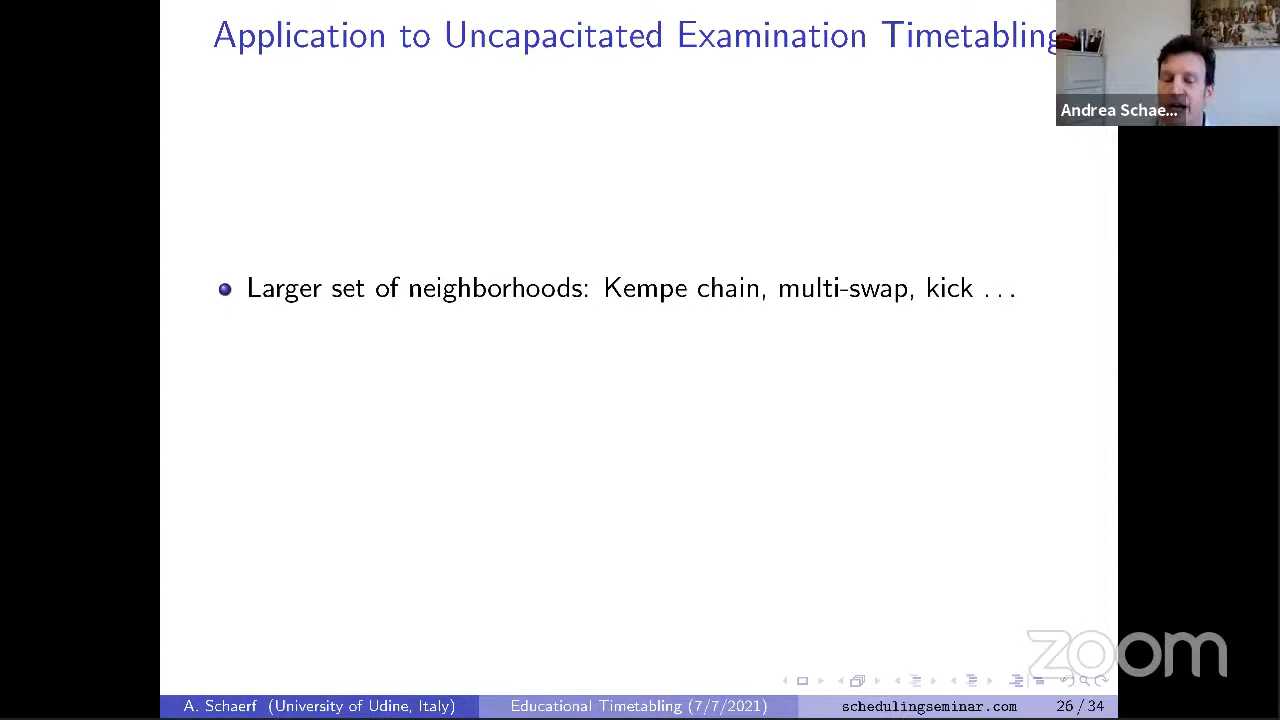 Application to Uncapacitated Examination Timetabling
Andrea Schae...
Larger set of neighborhoods: Kempe chain, multi-swap, kick . . .
zoom
A. Schaerf (University of Udine, Italy)
Educational Timetabling (7/7/2021)
schedulingseminar.com
26 / 34